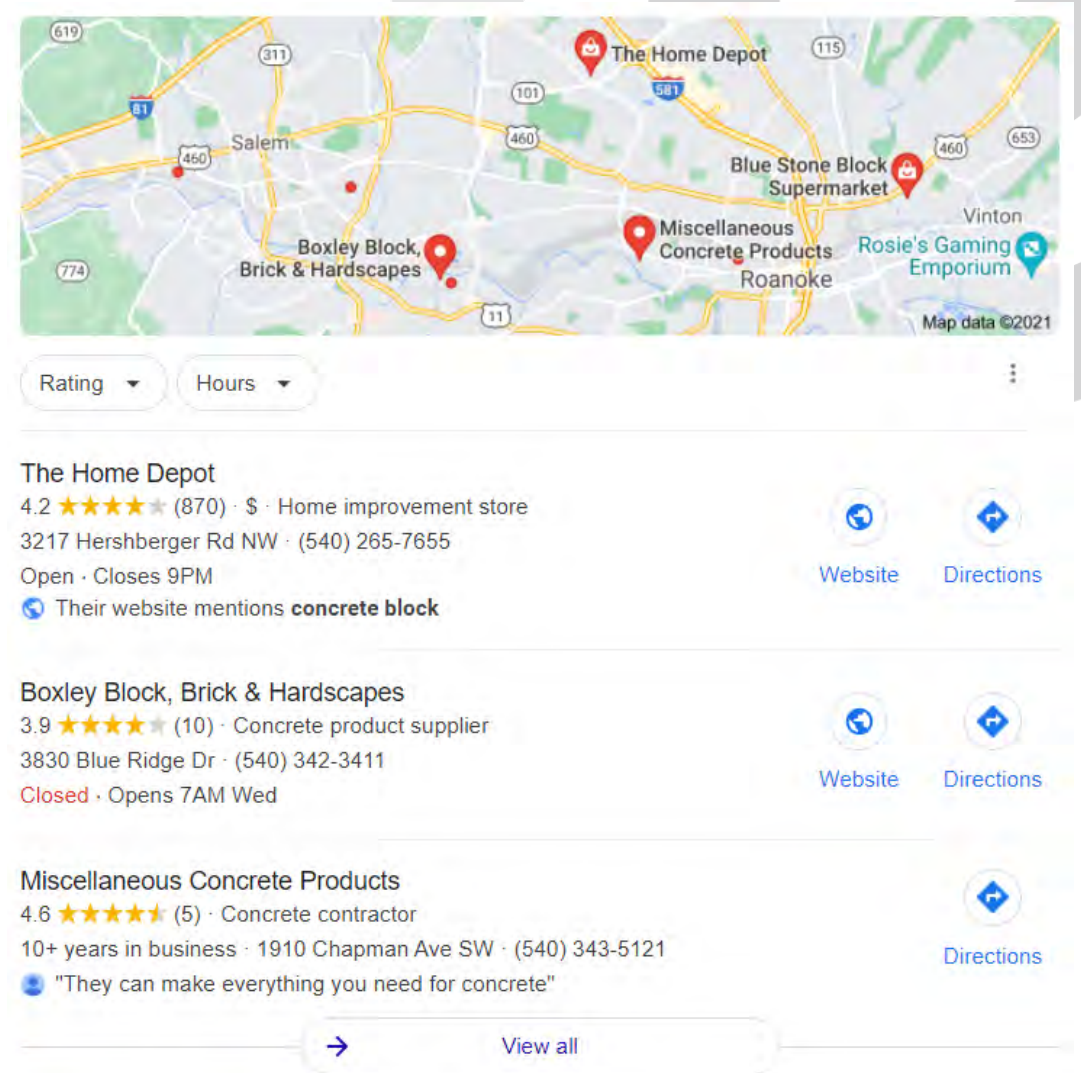 619
311
The Home Depot
115
81
101
581
Salem
460
460
460
653
Blue Stone Block
Supermarket
Vinton
Miscellaneous
Concrete Products
Boxley Block,
Brick & Hardscapes
Rosie's Gaming
Emporium
774
Roanoke
11
Map data ©2021
Rating
Hours
The Home Depot
4.2 (870) · $ · Home improvement store
3217 Hershberger Rd NW · (540) 265-7655
Open · Closes 9PM
Their website mentions concrete block
Website
Directions
Boxley Block, Brick & Hardscapes
3.9 (10) · Concrete product supplier
3830 Blue Ridge Dr · (540) 342-3411
Closed · Opens 7AM Wed
Website
Directions
Miscellaneous Concrete Products
4.6 (5) · Concrete contractor
10+ years in business · 1910 Chapman Ave SW · (540) 343-5121
"They can make everything you need for concrete"
Directions
View all